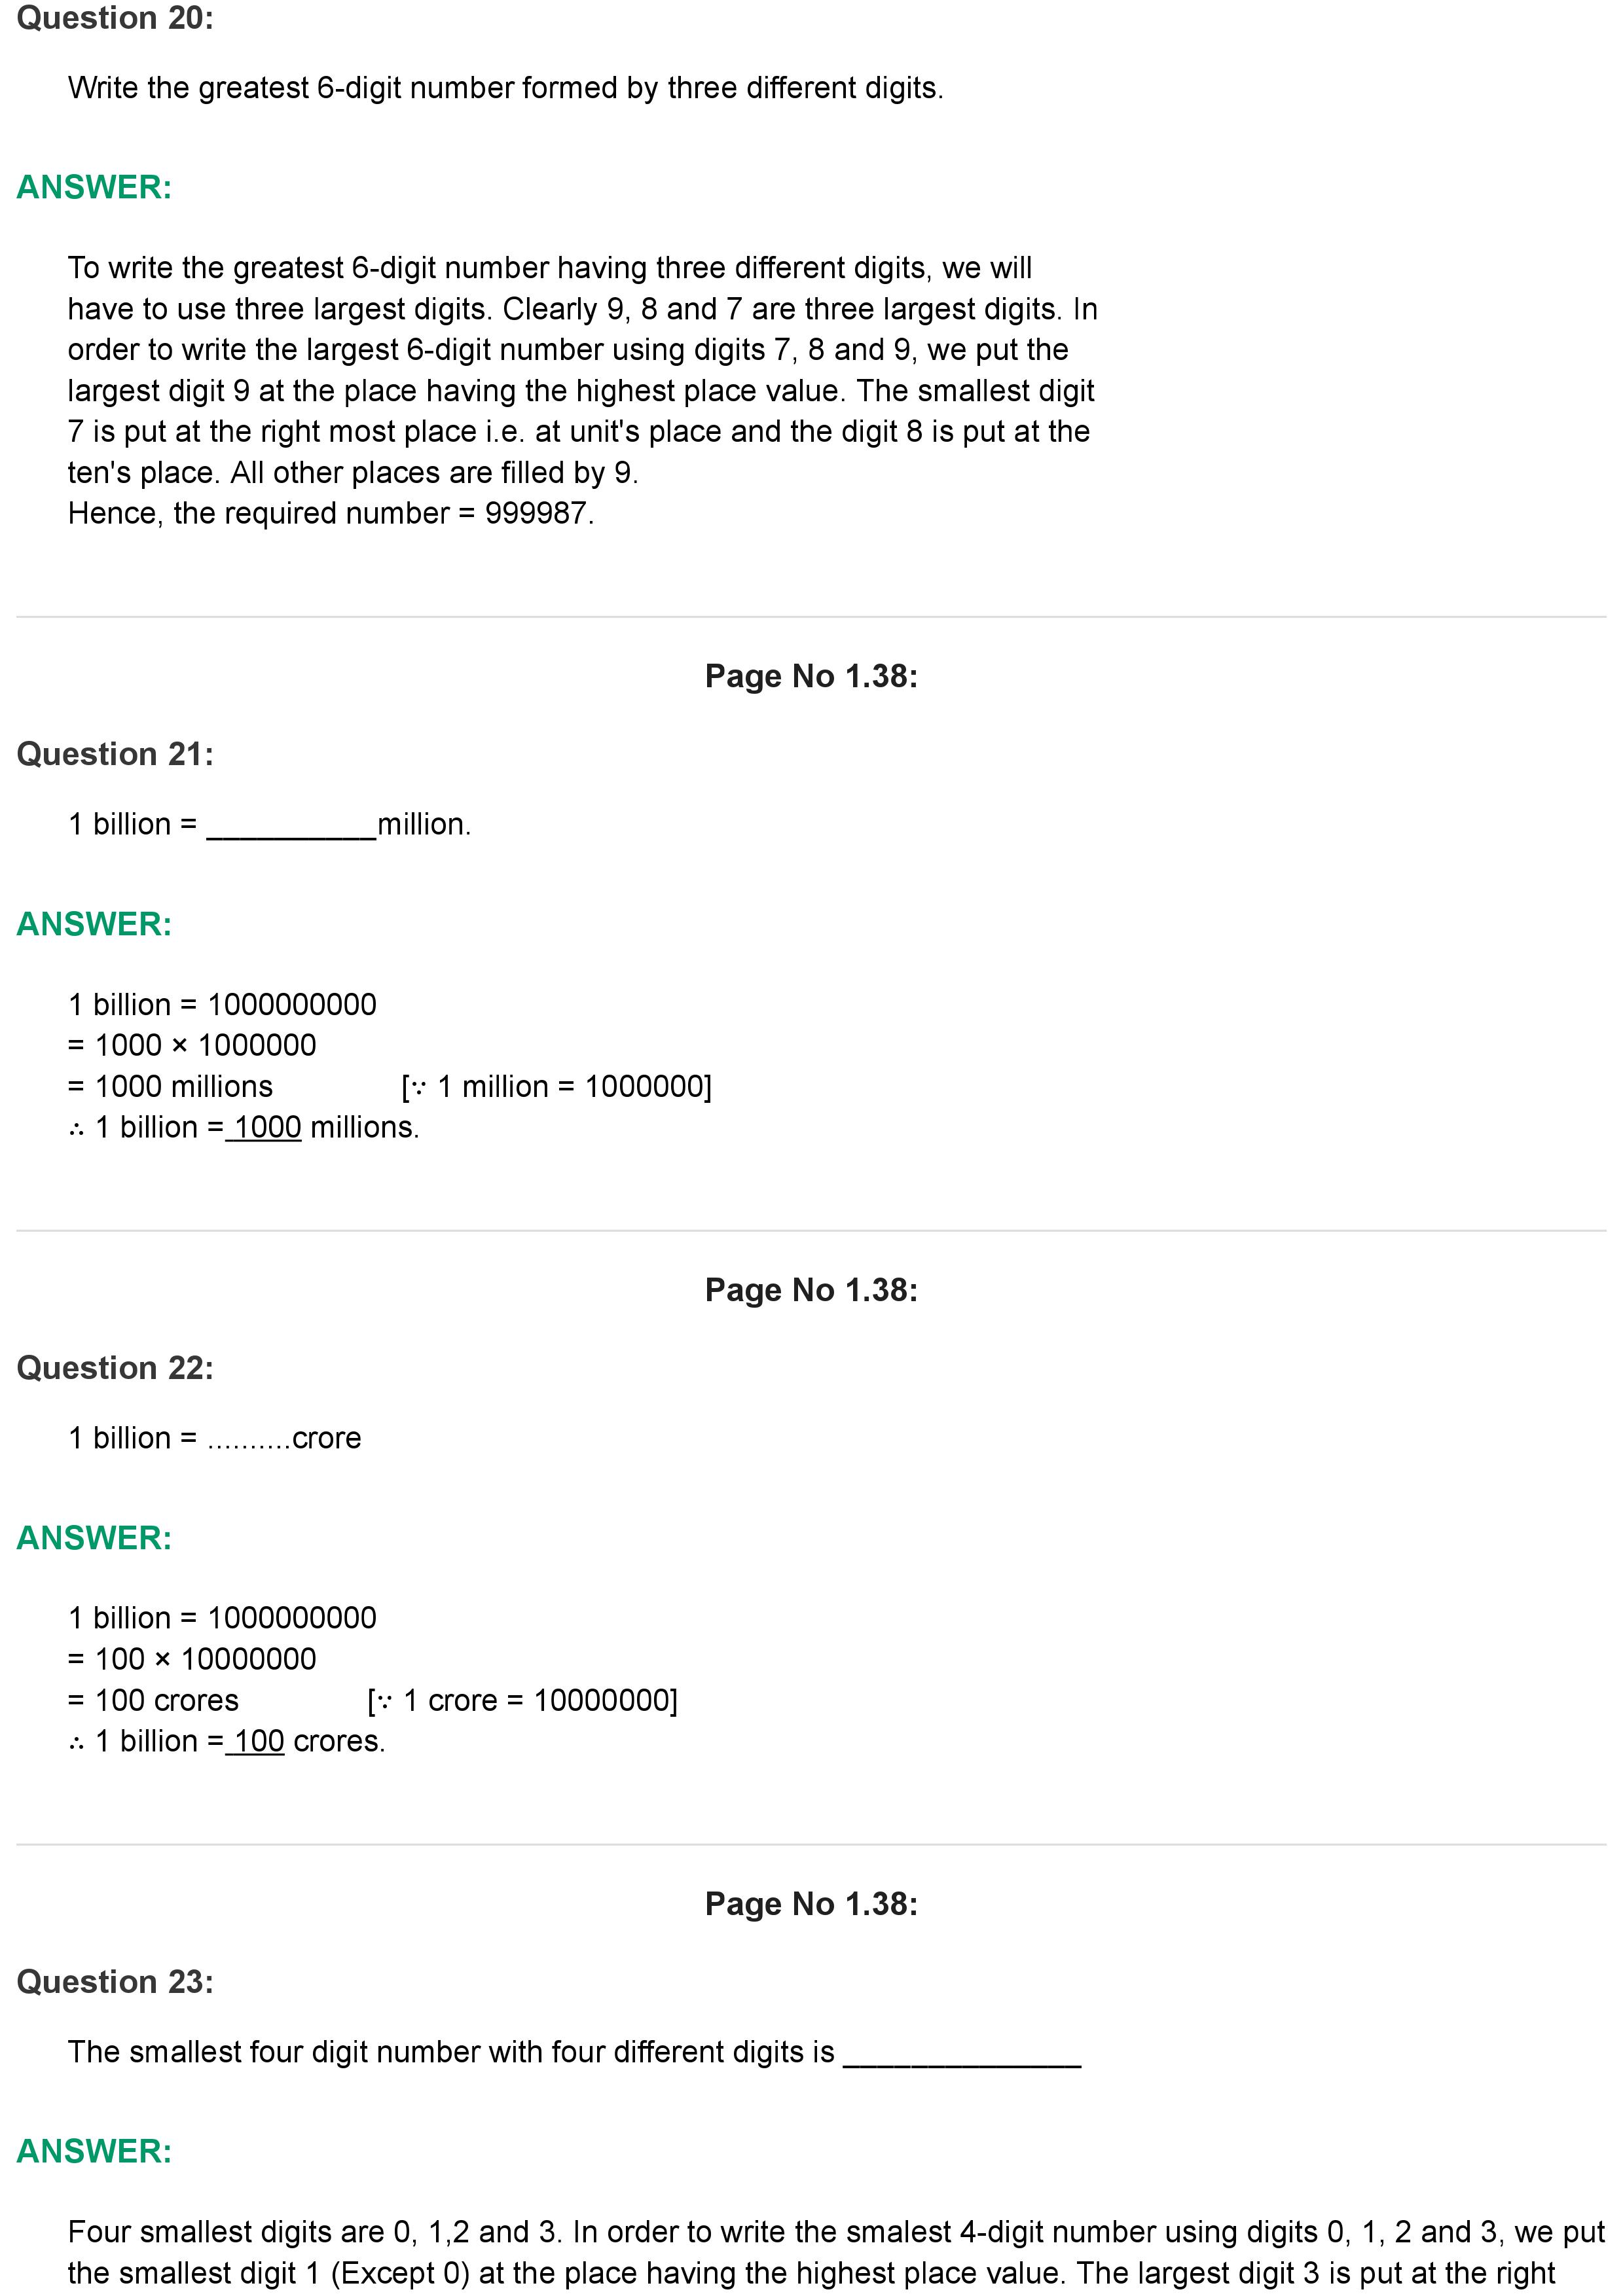 Question 20:
Write the greatest 6-digit number formed by three different digits.
ANSWER:
To write the greatest 6-digit number having three different digits, we will
have to use three largest digits. Clearly 9, 8 and 7 are three largest digits. In
order to write the largest 6-digit number using digits 7, 8 and 9, we put the
largest digit 9 at the place having the highest place value. The smallest digit
7 is put at the right most place i.e. at unit's place and the digit 8 is put at the
ten's place. All other places are filled by 9.
Hence, the required number = 999987.
Page No 1.38:
Question 21:
1 billion = __________million.
ANSWER:
1 billion = 1000000000
= 1000 × 1000000
= 1000 millions [∵ 1 million = 1000000]
∴ 1 billion = 1000 millions.
Page No 1.38:
Question 22:
1 billion = ..........crore
ANSWER:
1 billion = 1000000000
= 100 × 10000000
= 100 crores [∵ 1 crore = 10000000]
∴ 1 billion = 100 crores.
Page No 1.38:
Question 23:
The smallest four digit number with four different digits is ______________
ANSWER:
Four smallest digits are 0, 1,2 and 3. In order to write the smalest 4-digit number using digits 0, 1, 2 and 3, we put
the smallest digit 1 (Except 0) at the place having the highest place value. The largest digit 3 is put at the right